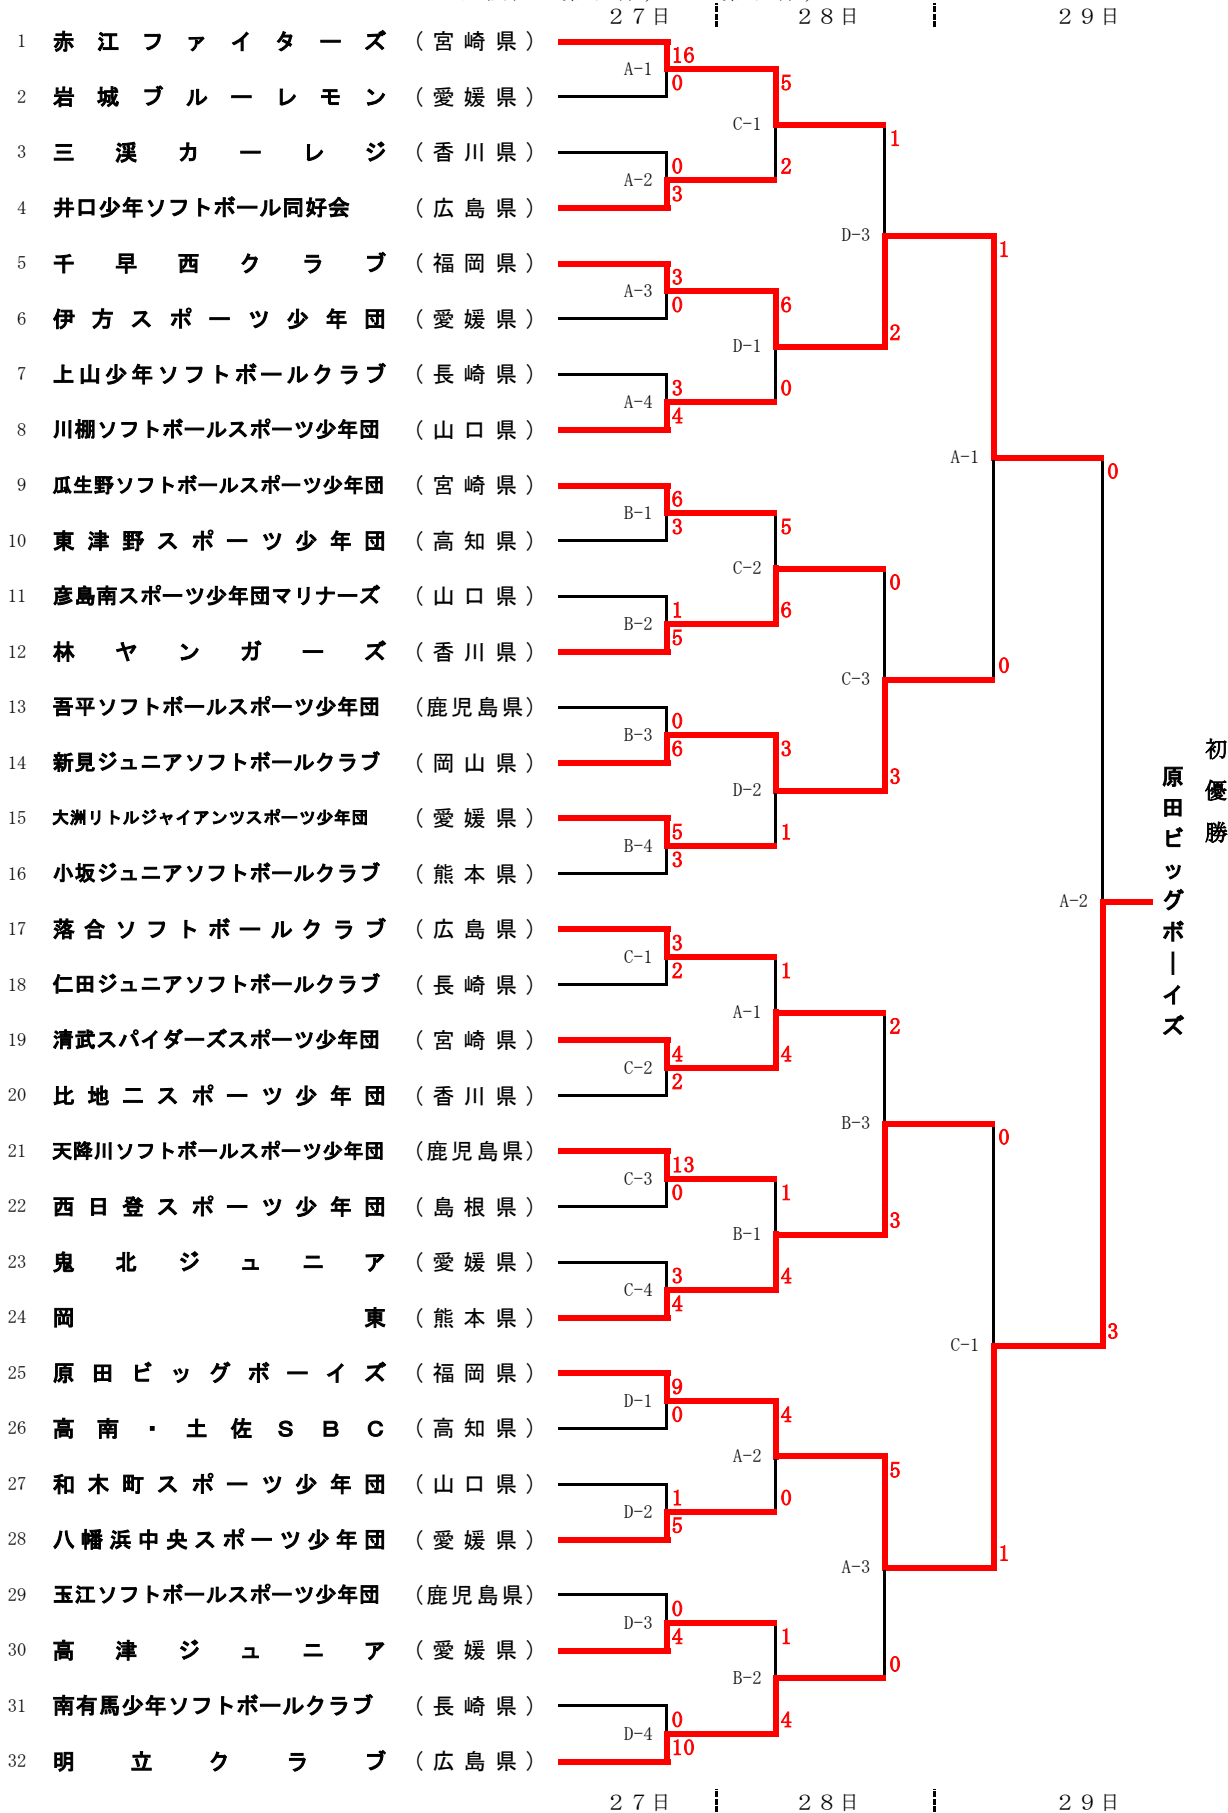 ２７日 ２８日 ２９日
1 赤江ファイターズ （宮崎県）
16
A-1
0
5
2 岩城ブルーレモン （愛媛県）
C-1
1
3 三渓カーレジ （香川県）
0
2
A-2
3
4 井口少年ソフトボール同好会 （広島県）
D-3
1
5 千早西クラブ （福岡県）
3
A-3
0
6
6 伊方スポーツ少年団 （愛媛県）
2
D-1
7 上山少年ソフトボールクラブ （長崎県）
3
0
A-4
4
8 川棚ソフトボールスポーツ少年団 （山口県）
A-1
0
9 瓜生野ソフトボールスポーツ少年団 （宮崎県）
6
B-1
3
5
10 東津野スポーツ少年団 （高知県）
C-2
0
11 彦島南スポーツ少年団マリナーズ （山口県）
1
6
B-2
5
12 林ヤンガーズ （香川県）
0
C-3
13 吾平ソフトボールスポーツ少年団 （鹿児島県）
0
B-3
6
3
14 新見ジュニアソフトボールクラブ （岡山県）
3
D-2
15 大洲リトルジャイアンツスポーツ少年団 （愛媛県）
5
1
B-4
3
16 小坂ジュニアソフトボールクラブ （熊本県）
A-2
初優勝
原田ビッグボーイズ
17 落合ソフトボールクラブ （広島県）
3
C-1
2
1
18 仁田ジュニアソフトボールクラブ （長崎県）
A-1
2
19 清武スパイダーズスポーツ少年団 （宮崎県）
4
4
C-2
2
20 比地二スポーツ少年団 （香川県）
B-3
0
21 天降川ソフトボールスポーツ少年団 （鹿児島県）
13
C-3
0
1
22 西日登スポーツ少年団 （島根県）
3
B-1
23 鬼北ジュニア （愛媛県）
3
4
C-4
4
24 岡東 （熊本県）
3
C-1
25 原田ビッグボーイズ （福岡県）
9
D-1
0
4
26 高南・土佐ＳＢＣ （高知県）
A-2
5
27 和木町スポーツ少年団 （山口県）
1
0
D-2
5
28 八幡浜中央スポーツ少年団 （愛媛県）
1
A-3
29 玉江ソフトボールスポーツ少年団 （鹿児島県）
0
D-3
4
1
30 高津ジュニア （愛媛県）
0
B-2
31 南有馬少年ソフトボールクラブ （長崎県）
0
4
D-4
10
32 明立クラブ （広島県）
２７日 ２８日 ２９日